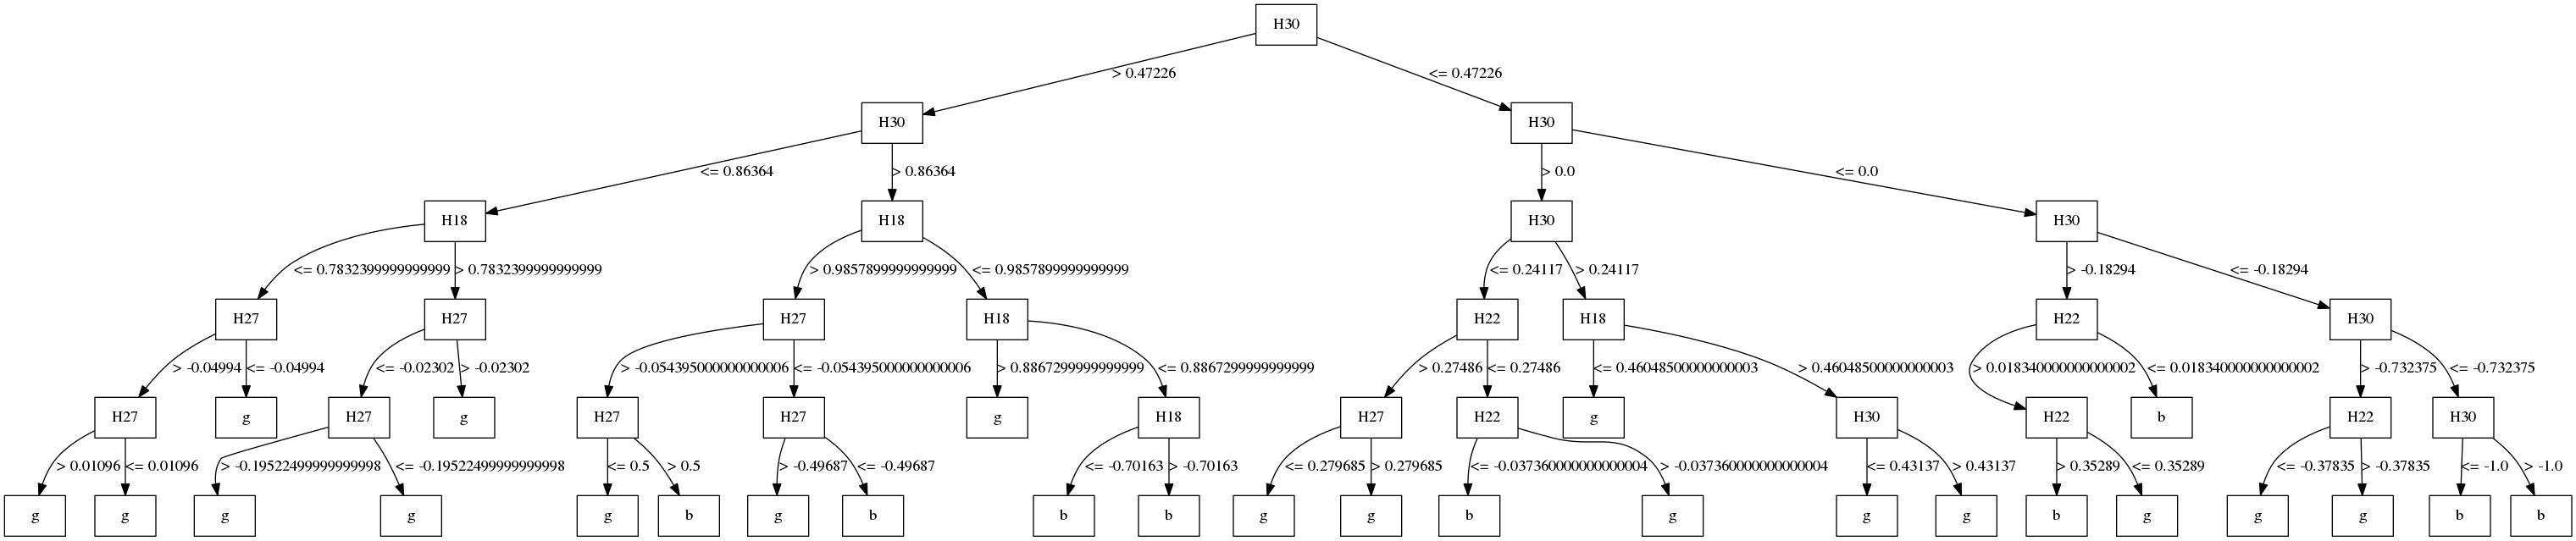 H30
> 0.47226
<= 0.47226
H30
H30
<= 0.86364
> 0.86364
> 0.0
<= 0.0
H18
H18
H30
H30
<= 0.7832399999999999
> 0.7832399999999999
> 0.9857899999999999
<= 0.9857899999999999
<= 0.24117
> 0.24117
> -0.18294
<= -0.18294
H27
H27
H27
H18
H22
H18
H22
H30
> -0.04994
<= -0.04994
<= -0.02302
> -0.02302
> -0.054395000000000006
<= -0.054395000000000006
> 0.8867299999999999
<= 0.8867299999999999
> 0.27486
<= 0.27486
<= 0.46048500000000003
> 0.46048500000000003
> 0.018340000000000002
<= 0.018340000000000002
> -0.732375
<= -0.732375
H27
g
H27
g
H27
H27
g
H18
H27
H22
g
H30
H22
b
H22
H30
> 0.01096
<= 0.01096
> -0.19522499999999998
<= -0.19522499999999998
<= 0.5
> 0.5
> -0.49687
<= -0.49687
<= -0.70163
> -0.70163
<= 0.279685
> 0.279685
<= -0.037360000000000004
> -0.037360000000000004
<= 0.43137
> 0.43137
> 0.35289
<= 0.35289
<= -0.37835
> -0.37835
<= -1.0
> -1.0
g
g
g
g
g
b
g
b
b
b
g
g
b
g
g
g
b
g
g
g
b
b